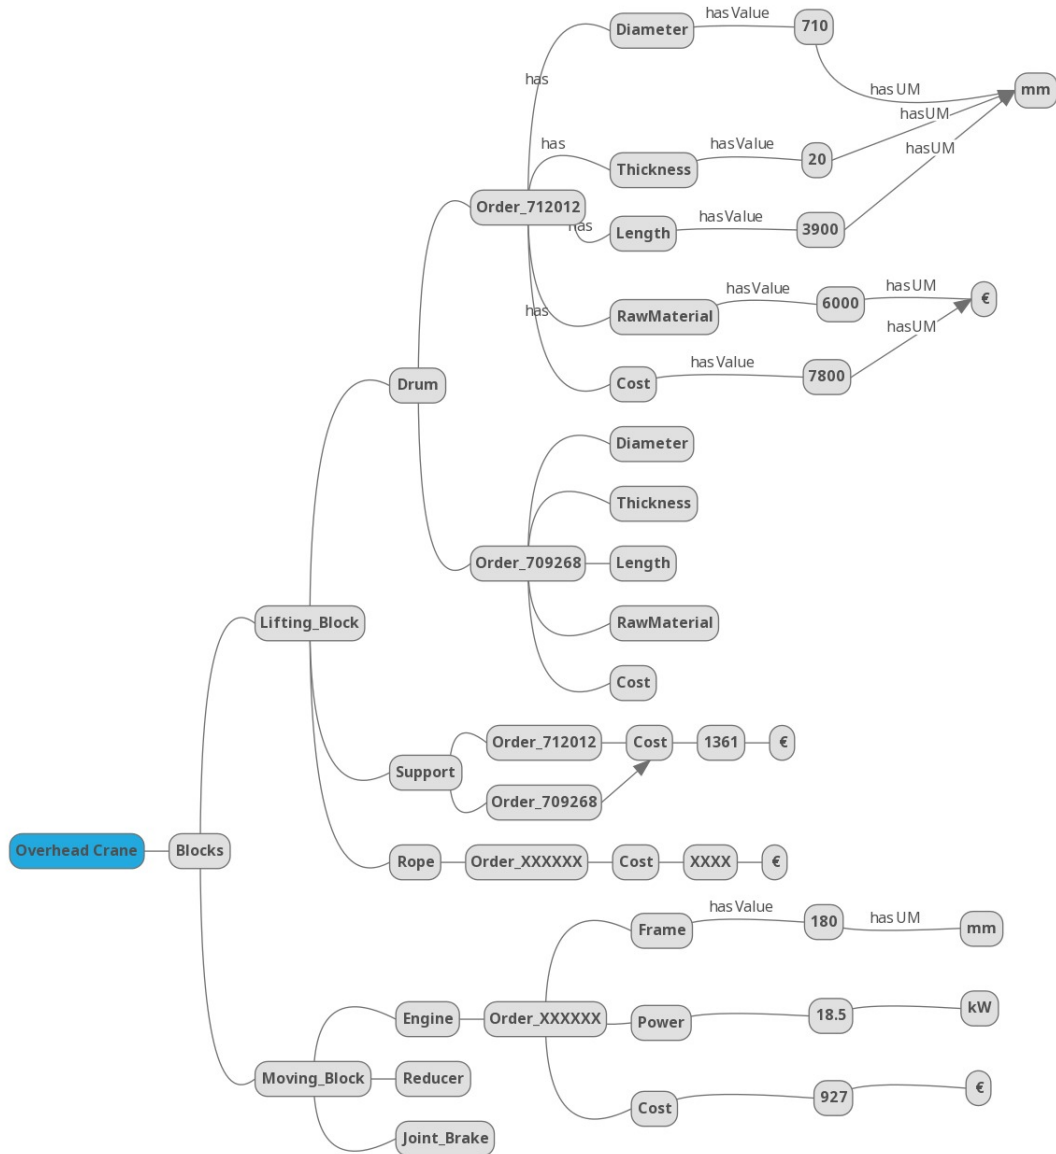 Diameter
hasValue
710
has
hasUM
mm
hasUM
has
Thickness
hasValue
20
hasUM
Order_712012
has
Length
hasValue
3900
RawMaterial
hasValue
6000
hasUM
€
has
hasUM
Cost
hasValue
7800
Drum
Diameter
Thickness
Order_709268
Length
RawMaterial
Cost
Lifting_Block
Order_712012
Cost
1361
€
Support
Order_709268
Overhead Crane
Blocks
Rope
Order_XXXXXX
Cost
XXXX
€
Frame
hasValue
180
hasUM
mm
Engine
Order_XXXXXX
Power
18.5
kW
Moving_Block
Reducer
Cost
927
€
Joint_Brake